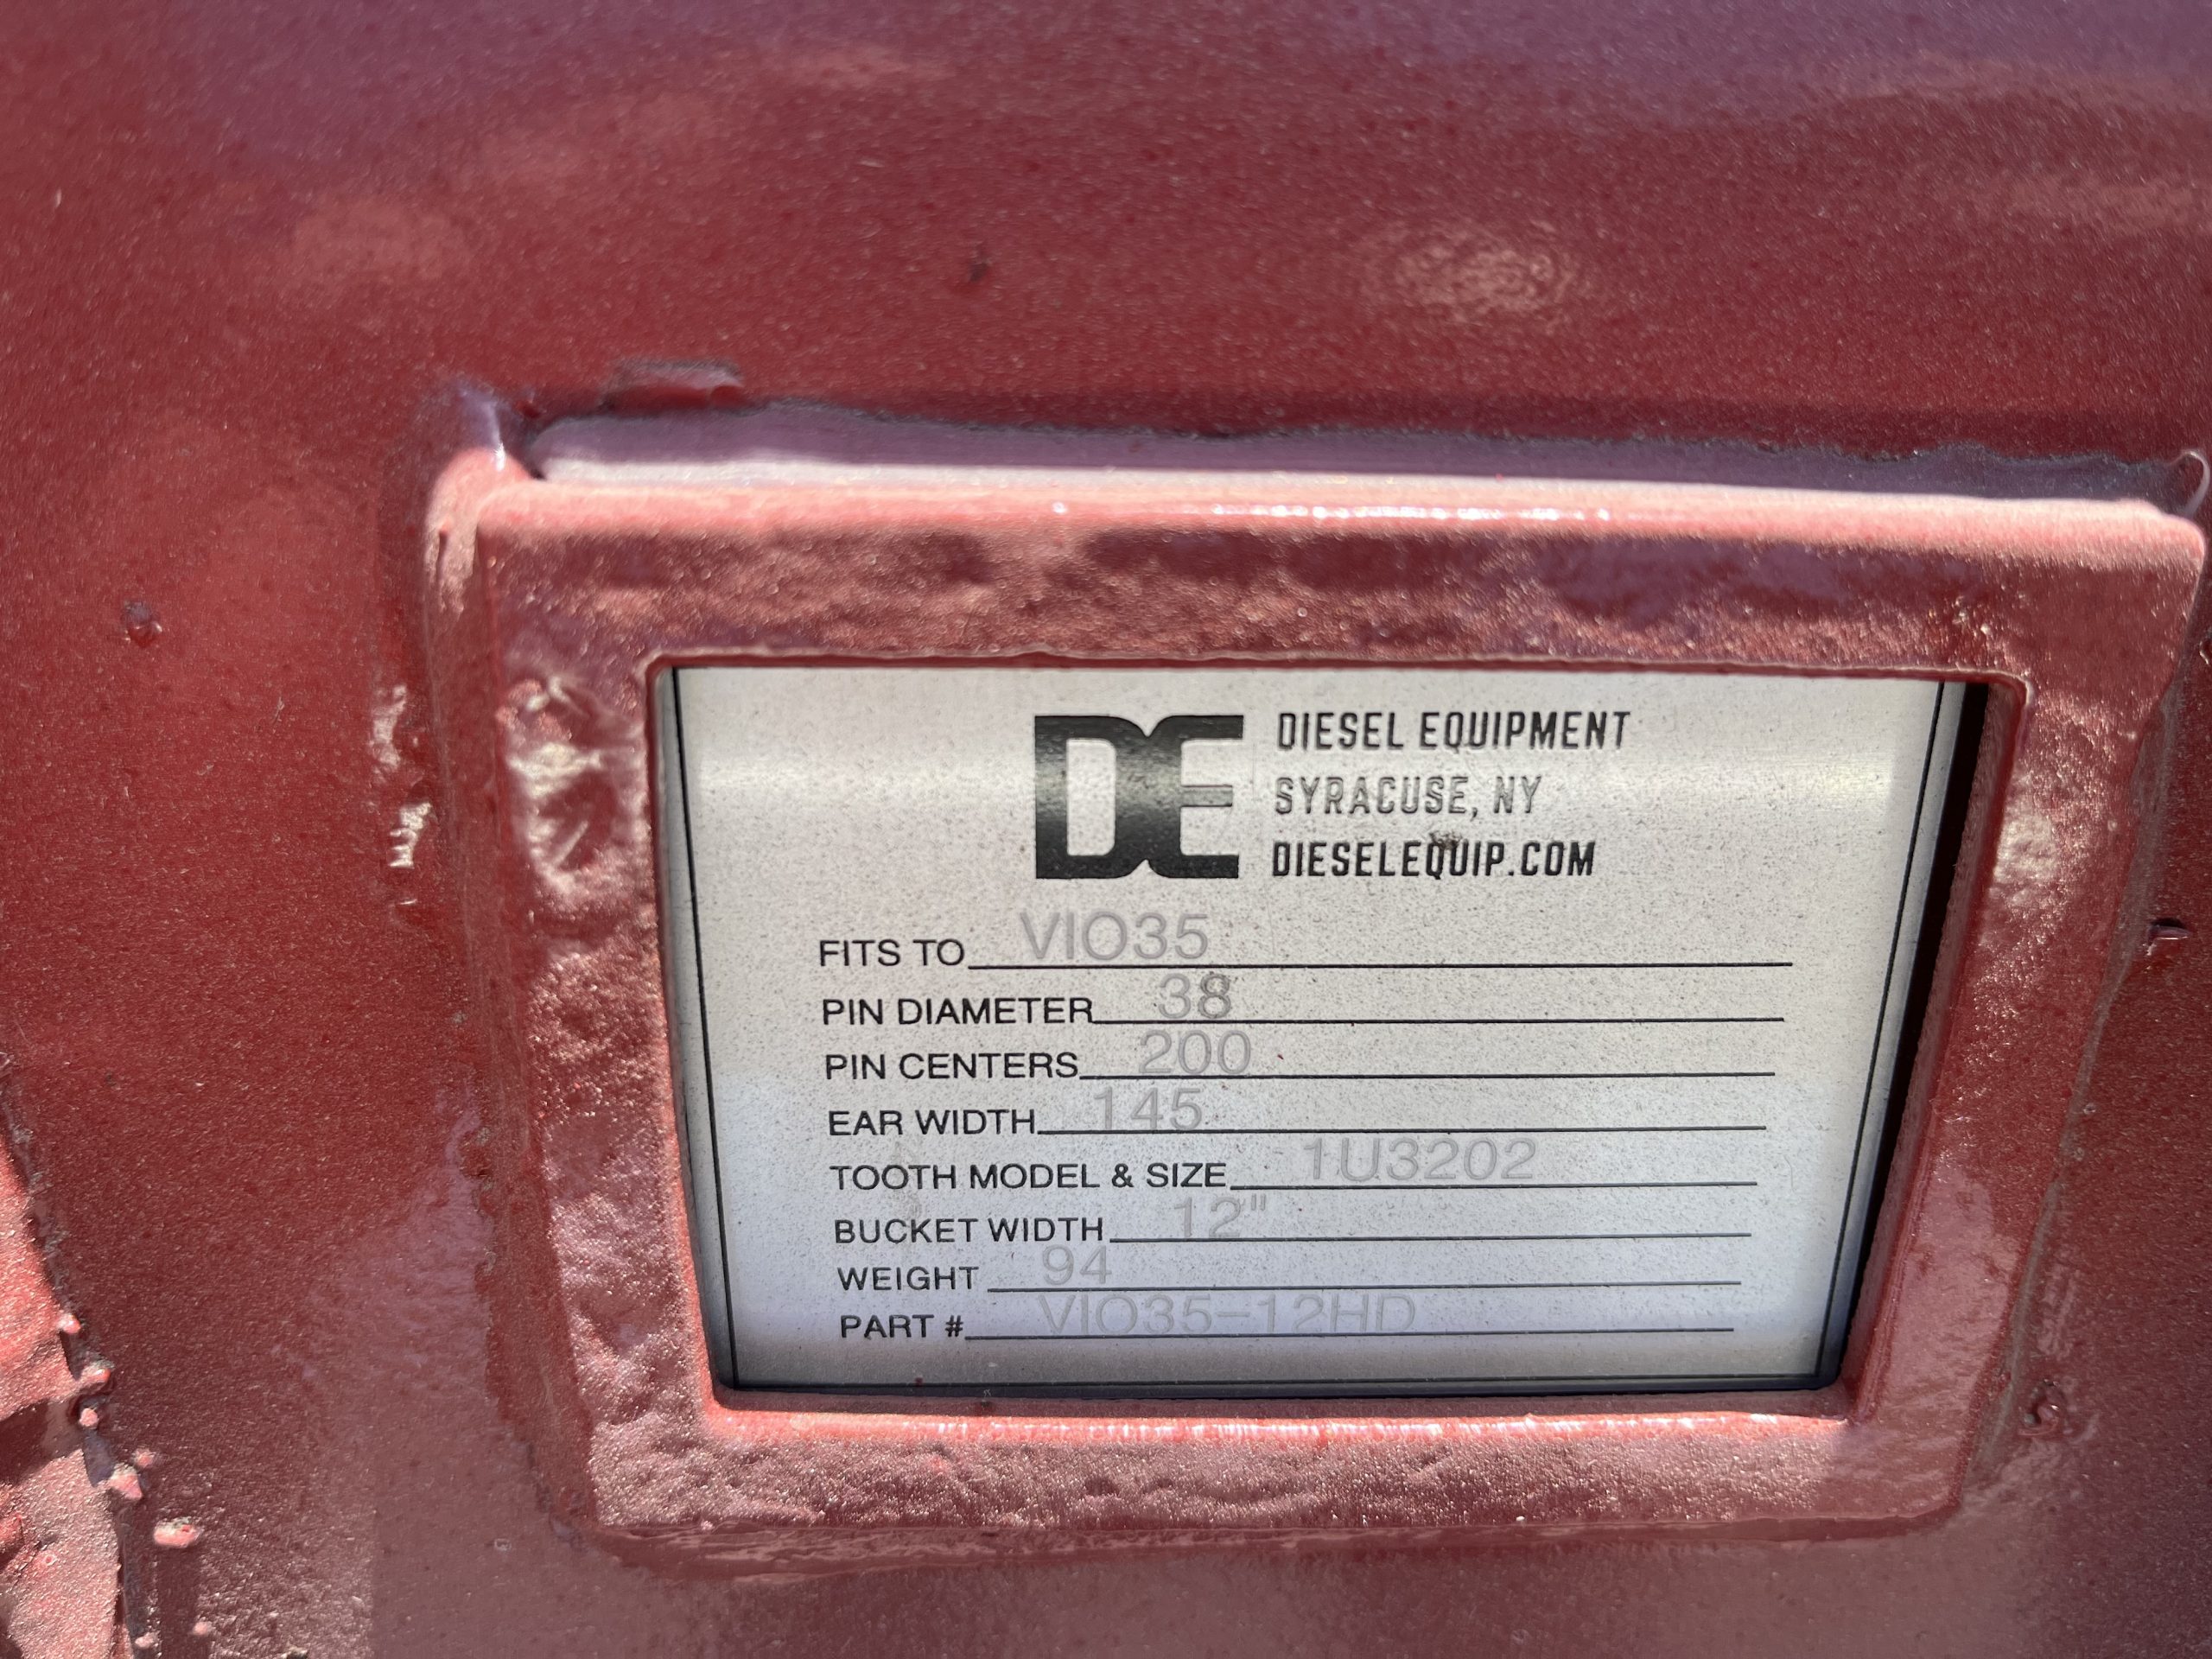 DE
DIESEL EQUIPMENT
SYRACUSE, NY
DIESELEQUIP.COM
FITS TO VIO35
PIN DIAMETER 38
PIN CENTERS 200
EAR WIDTH 145
TOOTH MODEL & SIZE 1U3202
BUCKET WIDTH 12"
WEIGHT 94
PART # VIO35-12HD